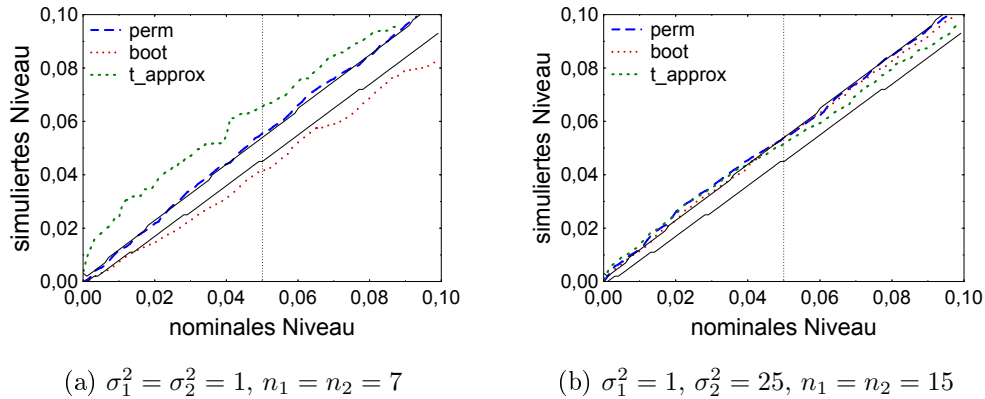 0,10
0,08
0,06
0,04
0,02
0,00
simuliertes Niveau
perm
boot
t_approx
0,00 0,02 0,04 0,06 0,08 0,10
nominales Niveau
(a) σ₁² = σ₂² = 1, n₁ = n₂ = 7
0,10
0,08
0,06
0,04
0,02
0,00
simuliertes Niveau
perm
boot
t_approx
0,00 0,02 0,04 0,06 0,08 0,10
nominales Niveau
(b) σ₁² = 1, σ₂² = 25, n₁ = n₂ = 15